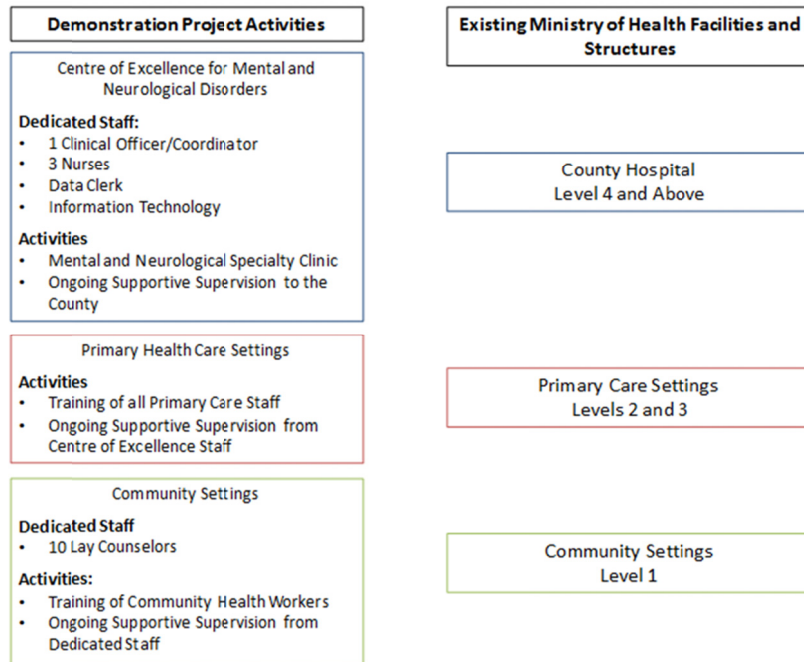 Demonstration Project Activities
Centre of Excellence for Mental and
Neurological Disorders
Dedicated Staff:
• 1 Clinical Officer/Coordinator
• 3 Nurses
• Data Clerk
• Information Technology
Activities
• Mental and Neurological Specialty Clinic
• Ongoing Supportive Supervision to the
County
Primary Health Care Settings
Activities
• Training of all Primary Care Staff
• Ongoing Supportive Supervision from
Centre of Excellence Staff
Community Settings
Dedicated Staff
• 10 Lay Counselors
Activities:
• Training of Community Health Workers
• Ongoing Supportive Supervision from
Dedicated Staff
Existing Ministry of Health Facilities and
Structures
County Hospital
Level 4 and Above
Primary Care Settings
Levels 2 and 3
Community Settings
Level 1